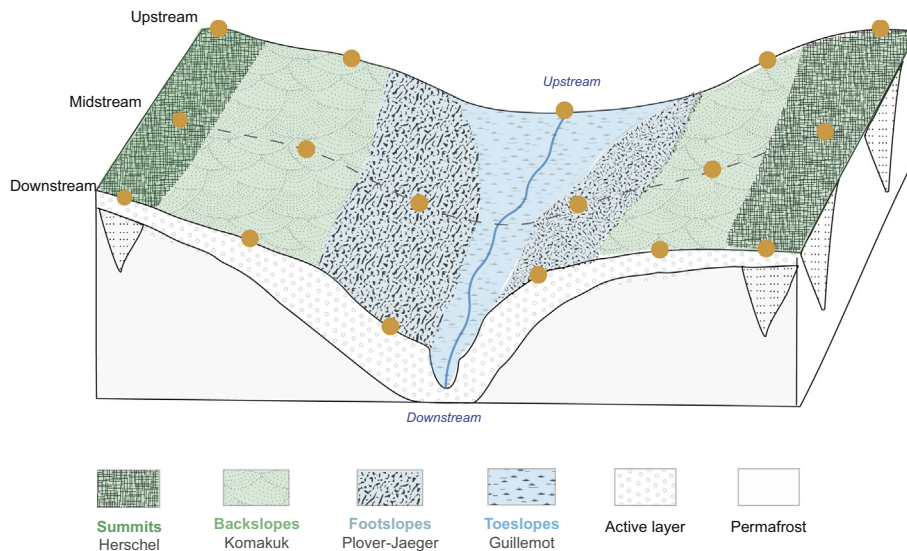 Upstream
Upstream
Midstream
Downstream
Downstream
Summits
Herschel
Backslopes
Komakuk
Footslopes
Plover-Jaeger
Toeslopes
Guillemot
Active layer
Permafrost